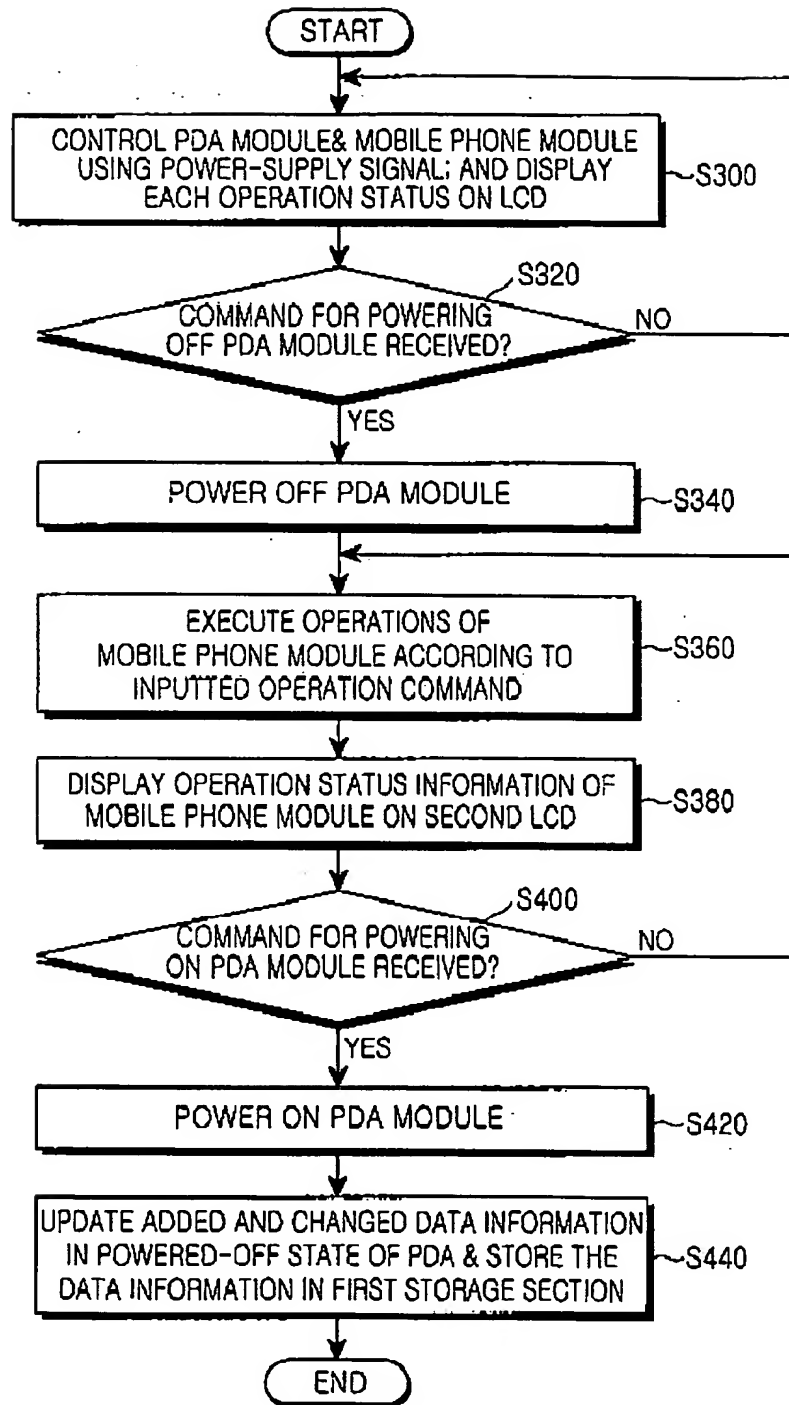 START
CONTROL PDA MODULE& MOBILE PHONE MODULE
USING POWER-SUPPLY SIGNAL; AND DISPLAY
EACH OPERATION STATUS ON LCD
S300
S320
COMMAND FOR POWERING
OFF PDA MODULE RECEIVED?
NO
YES
POWER OFF PDA MODULE
S340
EXECUTE OPERATIONS OF
MOBILE PHONE MODULE ACCORDING TO
INPUTTED OPERATION COMMAND
S360
DISPLAY OPERATION STATUS INFORMATION OF
MOBILE PHONE MODULE ON SECOND LCD
S380
S400
COMMAND FOR POWERING
ON PDA MODULE RECEIVED?
NO
YES
POWER ON PDA MODULE
S420
UPDATE ADDED AND CHANGED DATA INFORMATION
IN POWERED-OFF STATE OF PDA & STORE THE
DATA INFORMATION IN FIRST STORAGE SECTION
S440
END